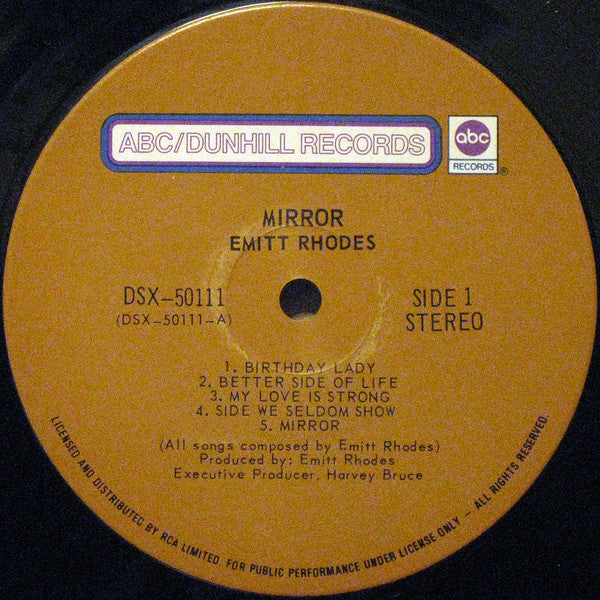 ABC/DUNHILL RECORDS
abc
RECORDS
®
MIRROR
EMITT RHODES
DSX-50111
(DSX-50111-A)
SIDE 1
STEREO
1. BIRTHDAY LADY
2. BETTER SIDE OF LIFE
3. MY LOVE IS STRONG
4. SIDE WE SELDOM SHOW
5. MIRROR
(All songs composed by Emitt Rhodes)
Produced by: Emitt Rhodes
Executive Producer, Harvey Bruce
LICENSED AND DISTRIBUTED BY RCA LIMITED. FOR PUBLIC PERFORMANCE UNDER LICENSE ONLY — ALL RIGHTS RESERVED.